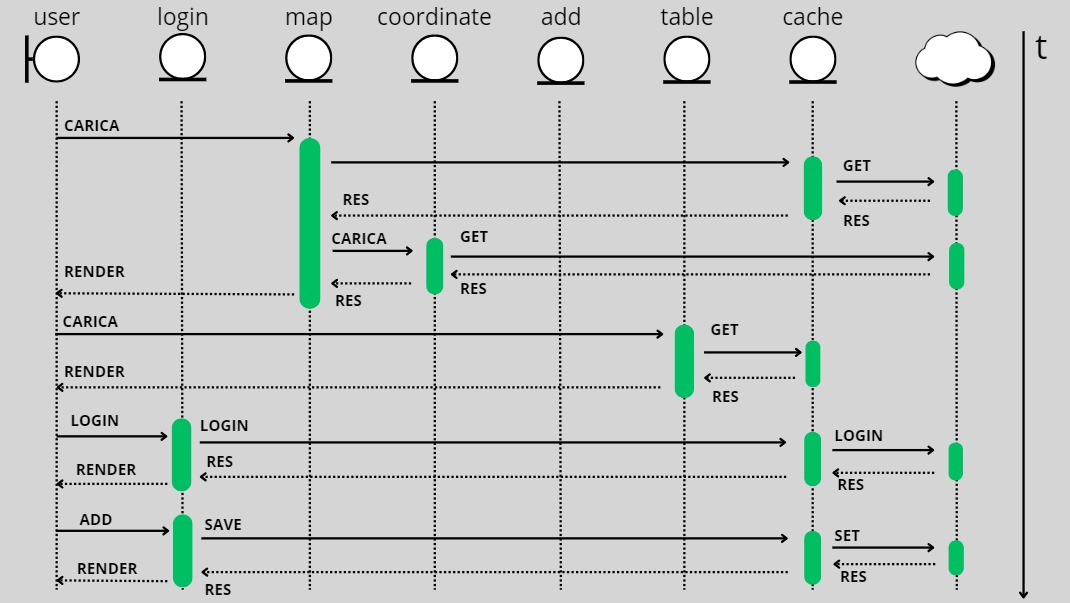 user login map coordinate add table cache
t
CARICA
GET
RES
RES
CARICA GET
RENDER
RES
RES
CARICA
GET
RENDER
RES
LOGIN
LOGIN
LOGIN
RES
RENDER
RES
ADD
SAVE
SET
RENDER
RES
RES